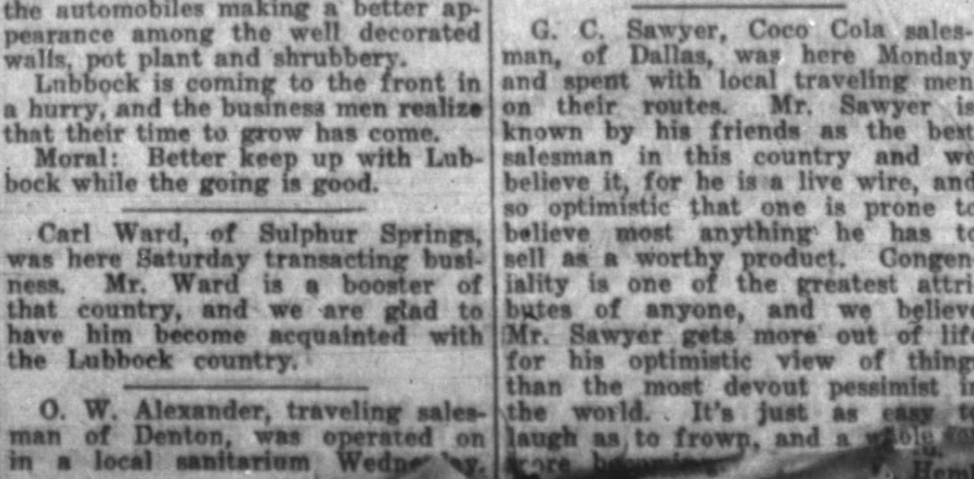 the automobiles making a better ap-
pearance among the well decorated
walls, pot plant and shrubbery.
Lubbock is coming to the front in
a hurry, and the business men realize
that their time to grow has come.
Moral: Better keep up with Lub-
bock while the going is good.
Carl Ward, of Sulphur Springs,
was here Saturday transacting busi-
ness. Mr. Ward is a booster of
that country, and we are glad to
have him become acquainted with
the Lubbock country.
O. W. Alexander, traveling sales-
man of Denton, was operated on
in a local sanitarium Wednesday.
G. C. Sawyer, Coco Cola sales-
man, of Dallas, was here Monday
and spent with local traveling men
on their routes. Mr. Sawyer is
known by his friends as the best
salesman in this country and we
believe it, for he is a live wire, and
so optimistic that one is prone to
believe most anything he has to
sell as a worthy product. Congen-
iality is one of the greatest attri-
butes of anyone, and we believe
Mr. Sawyer gets more out of life
for his optimistic view of things
than the most devout pessimist in
the world. It's just as easy to
laugh as to frown, and a whole lot
more becoming.